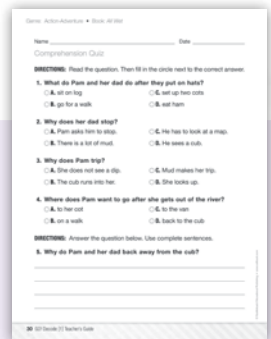 Genre: Action-Adventure • Book: All Wet
Name Date
Comprehension Quiz
DIRECTIONS: Read the question. Then fill in the circle next to the correct answer.
1. What do Pam and her dad do after they put on hats?
A. sit on log C. set up two cots
B. go for a walk D. eat ham
2. Why does her dad stop?
A. Pam asks him to stop. C. He has to look at a map.
B. There is a lot of mud. D. He sees a cub.
3. Why does Pam trip?
A. She does not see a dip. C. Mud makes her trip.
B. The cub runs into her. D. She looks up.
4. Where does Pam want to go after she gets out of the river?
A. to her cot C. to the van
B. on a walk D. back to the cub
DIRECTIONS: Answer the question below. Use complete sentences.
5. Why do Pam and her dad back away from the cub?
30 Teacher's Guide